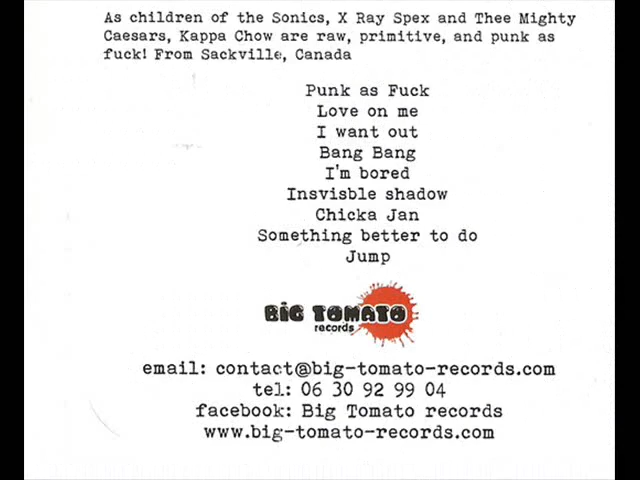 As children of the Sonics, X Ray Spex and Thee Mighty
Caesars, Kappa Chow are raw, primitive, and punk as
fuck! From Sackville, Canada
Punk as Fuck
Love on me
I want out
Bang Bang
I'm bored
Insvisble shadow
Chicka Jan
Something better to do
Jump
BiG TOMATO
records
email: contact@big-tomato-records.com
tel: 06 30 92 99 04
facebook: Big Tomato records
www.big-tomato-records.com